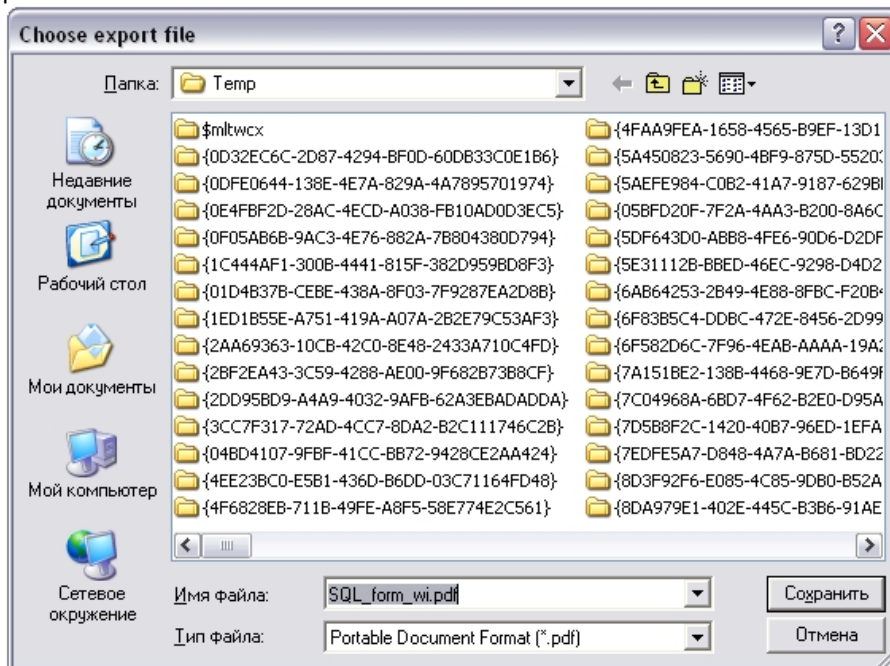 Choose export file
Папка: Temp
Недавние документы
Рабочий стол
Мои документы
Мой компьютер
Сетевое окружение
$mltwcx
{0D32EC6C-2D87-4294-BF0D-60DB33C0E1B6}
{0DFE0644-138E-4E7A-829A-4A7895701974}
{0E4FBF2D-28AC-4ECD-A038-FB10AD0D3EC5}
{0F05AB6B-9AC3-4E76-882A-7B804380D794}
{1C444AF1-300B-4441-815F-382D959BD8F3}
{01D4B37B-CEBE-438A-8F03-7F9287EA2D8B}
{1ED1B55E-A751-419A-A07A-2B2E79C53AF3}
{2AA69363-10CB-42C0-8E48-2433A710C4FD}
{2BF2EA43-3C59-4288-AE00-9F682B73B8CF}
{2DD95BD9-A4A9-4032-9AFB-62A3EBADADDA}
{3CC7F317-72AD-4CC7-8DA2-B2C111746C2B}
{04BD4107-9FBF-41CC-BB72-9428CE2AA424}
{4EE23BC0-E5B1-436D-B6DD-03C71164FD48}
{4F6828EB-711B-49FE-A8F5-58E774E2C561}
{4FAA9FEA-1658-4565-B9EF-13D1
{5A450823-5690-4BF9-875D-5520
{5AEFE984-C0B2-41A7-9187-629B
{05BFD20F-7F2A-4AA3-B200-8A6C
{5DF643D0-ABB8-4FE6-90D6-D2DF
{5E31112B-BBED-46EC-9298-D4D2
{6AB64253-2B49-4E88-8FBC-F20B
{6F83B5C4-DDBC-472E-8456-2D99
{6F582D6C-7F96-4EAB-AAAA-19A
{7A151BE2-138B-4468-9E7D-B649
{7C04968A-6BD7-4F62-B2E0-D95A
{7D5B8F2C-1420-40B7-96ED-1EFA
{7EDFE5A7-D848-4A7A-B681-BD22
{8D3F92F6-E085-4C85-9DB0-B52A
{8DA979E1-402E-445C-B3B6-91AE
Имя файла: SQL_form_wi.pdf Сохранить
Тип файла: Portable Document Format (*.pdf) Отмена